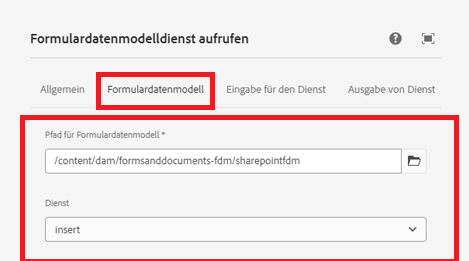 Formulardatenmodelldienst aufrufen
Allgemein Formulardatenmodell Eingabe für den Dienst Ausgabe von Dienst
Pfad für Formulardatenmodell *
/content/dam/formsanddocuments-fdm/sharepointfdm
Dienst
insert